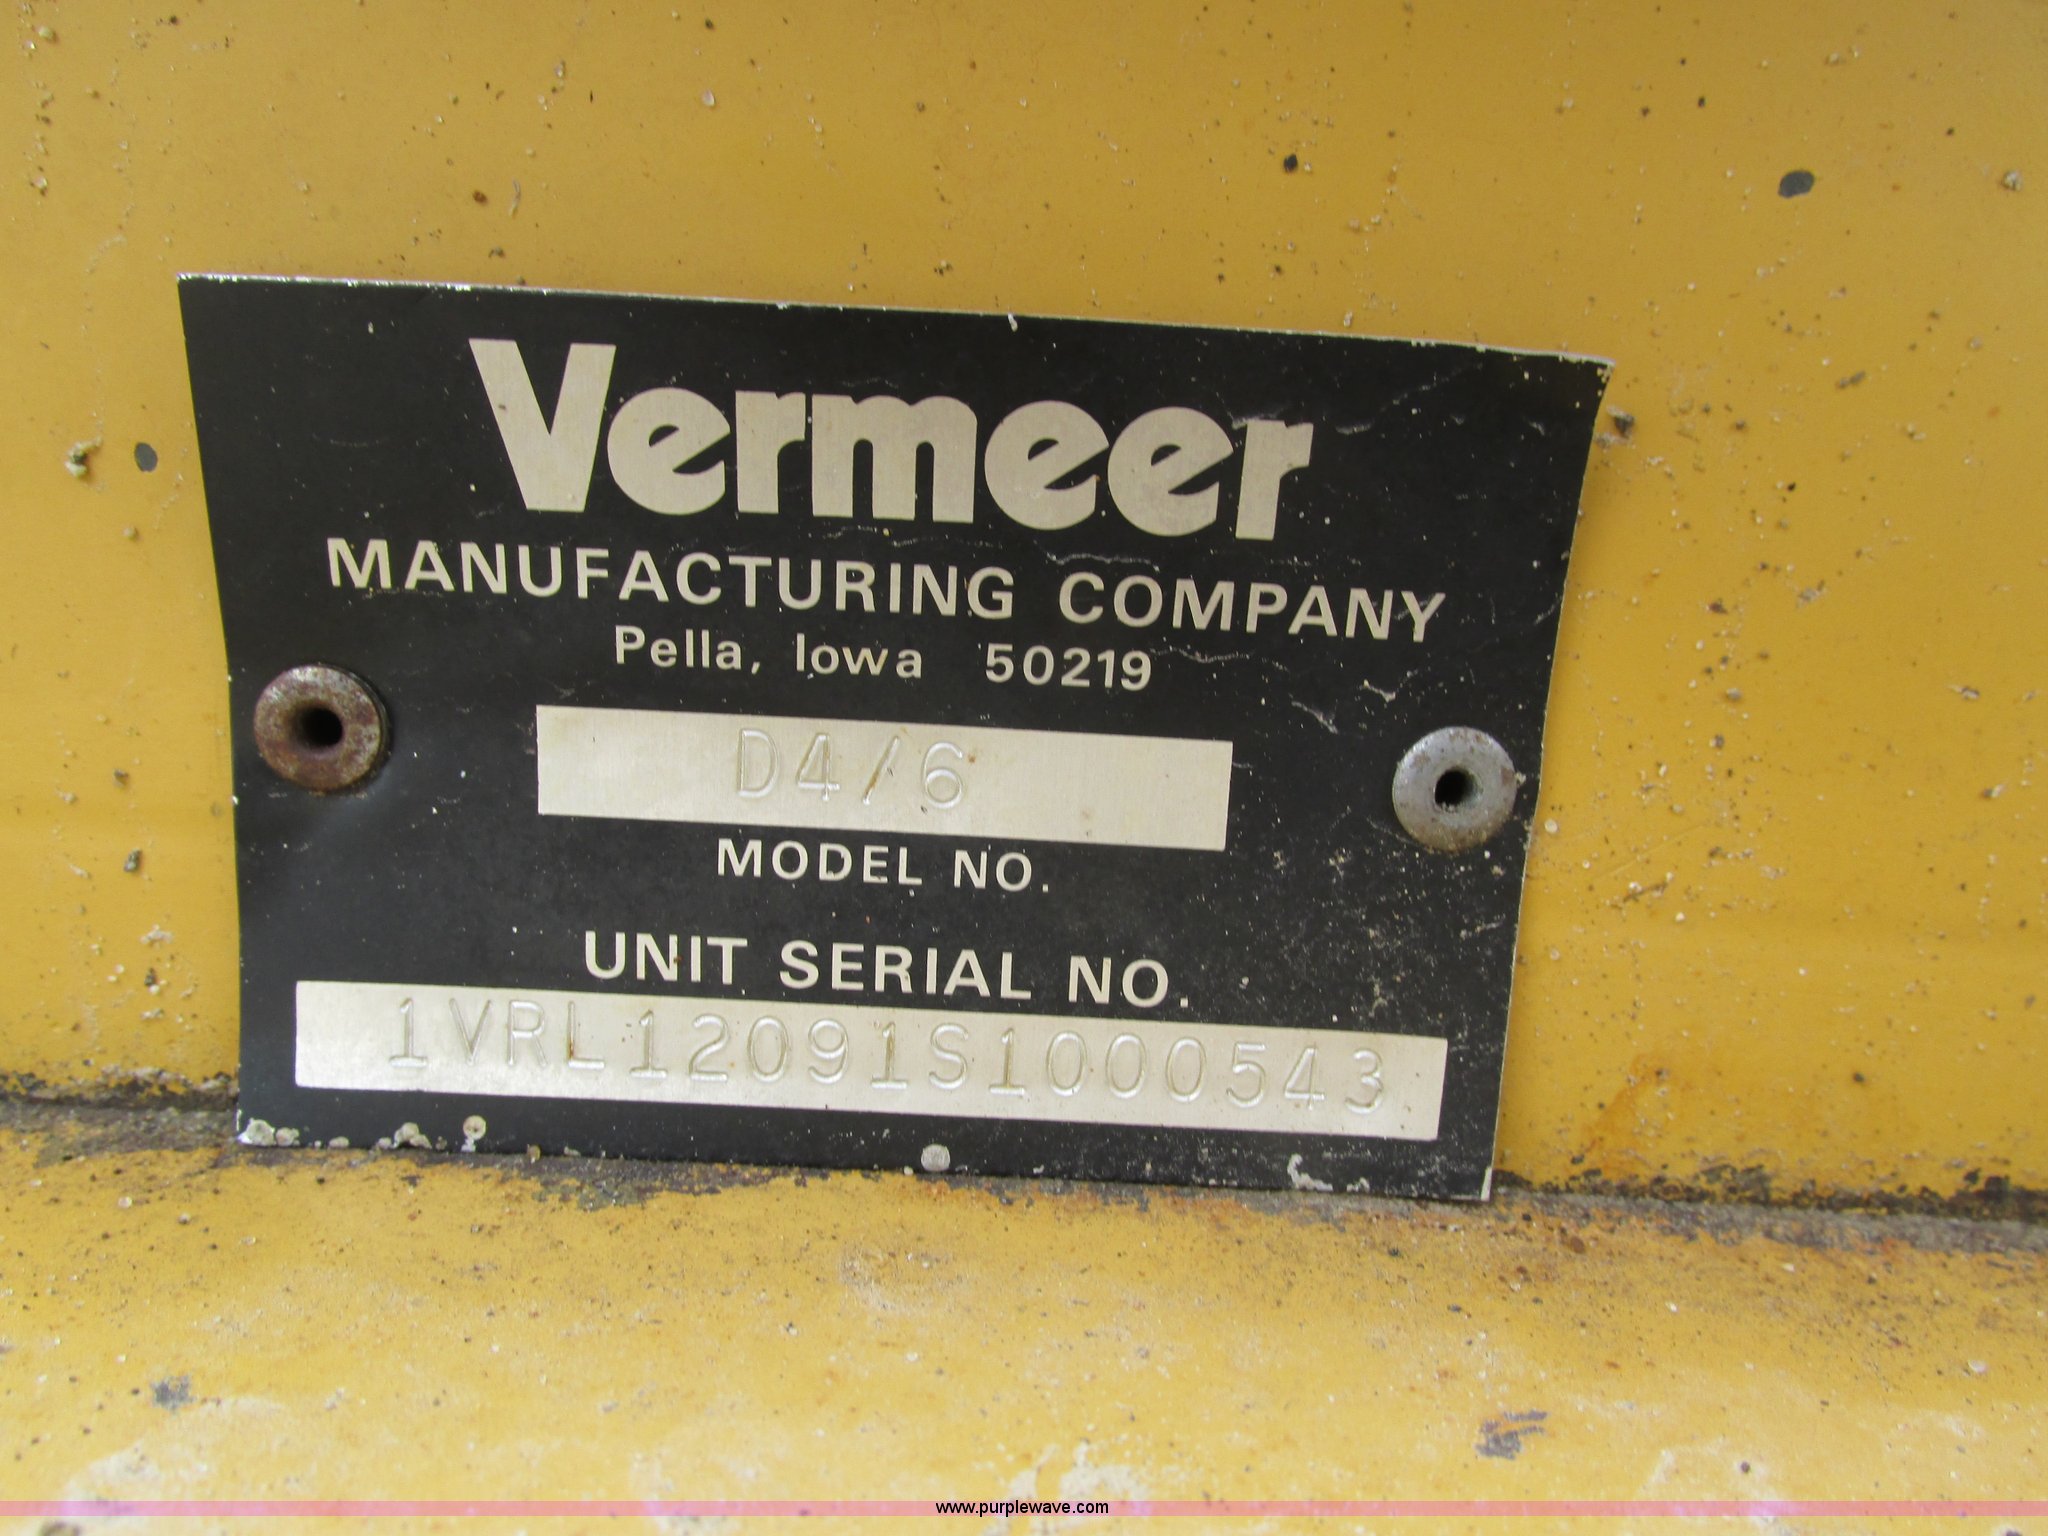 Vermeer
MANUFACTURING COMPANY
Pella, Iowa 50219
D4/6
MODEL NO.
UNIT SERIAL NO.
1VRL12091S1000543
www.purplewave.com